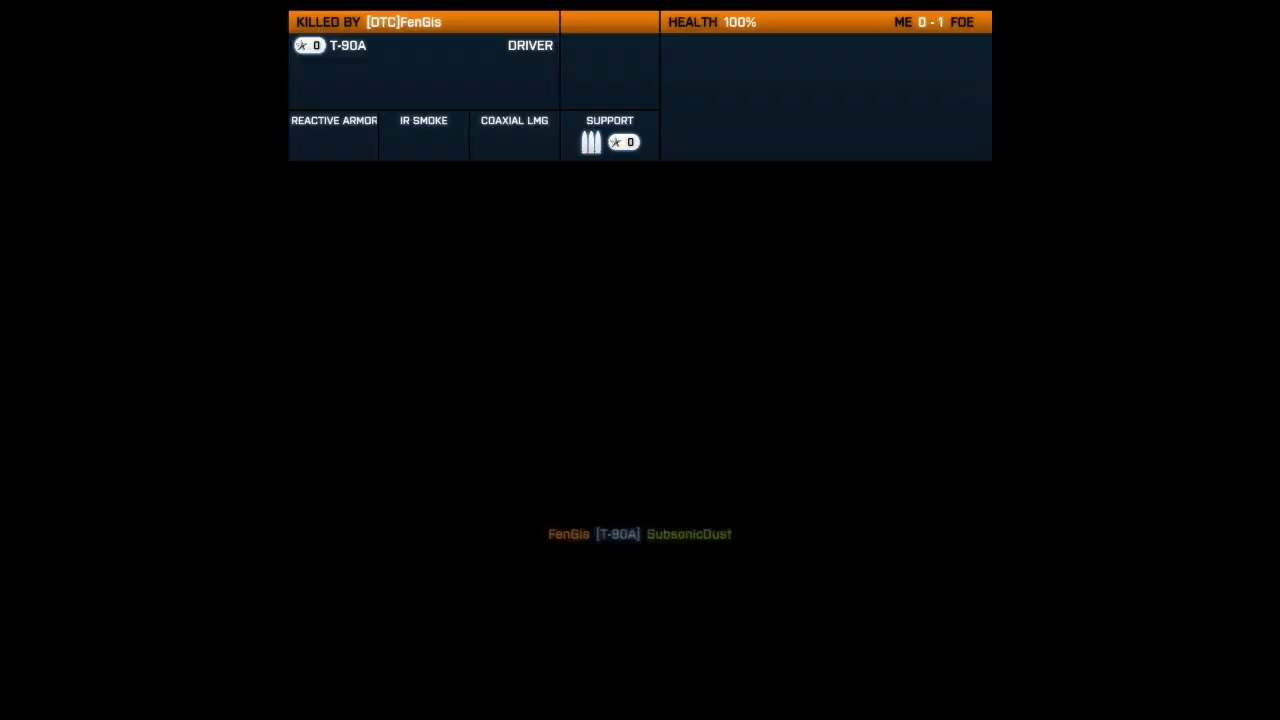 KILLED BY [DTC]FenGis HEALTH 100% ME 0 - 1 FOE
0 T-90A DRIVER
REACTIVE ARMOR IR SMOKE COAXIAL LMG SUPPORT
0
FenGis [T-90A] SubsonicDust